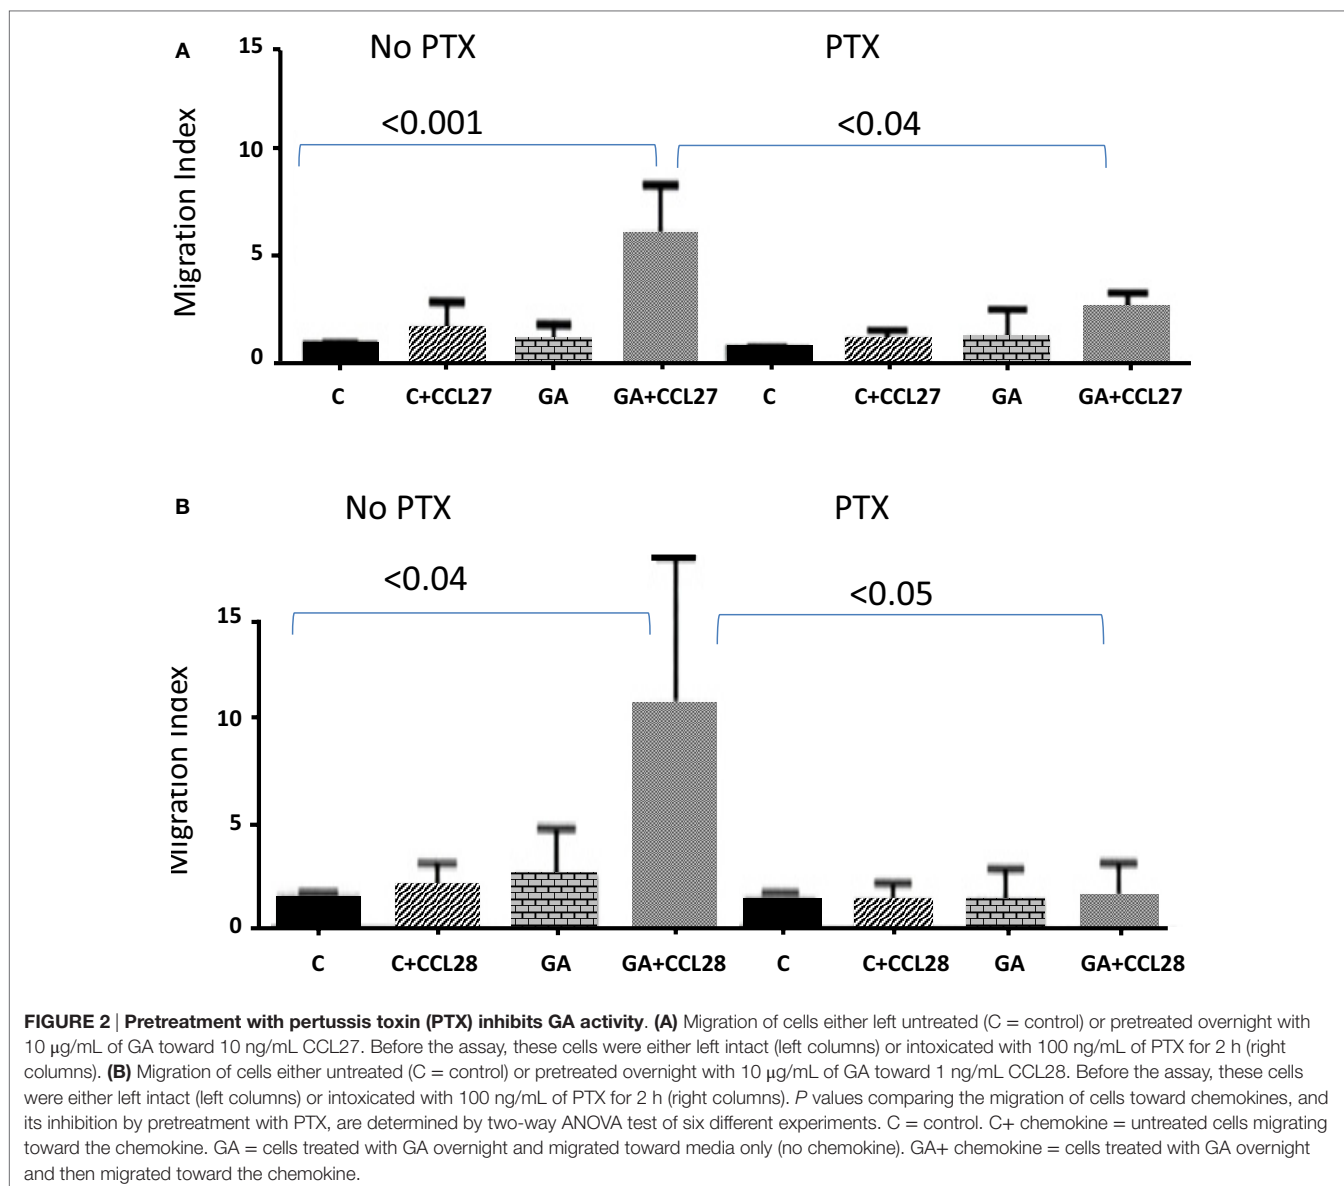 A
No PTX
PTX
15
<0.001
<0.04
10
Migration Index
5
0
C
C+CCL27
GA
GA+CCL27
C
C+CCL27
GA
GA+CCL27
B
No PTX
PTX
<0.04
<0.05
15
Migration Index
10
5
0
C
C+CCL28
GA
GA+CCL28
C
C+CCL28
GA
GA+CCL28
FIGURE 2 | Pretreatment with pertussis toxin (PTX) inhibits GA activity. (A) Migration of cells either left untreated (C = control) or pretreated overnight with
10 μg/mL of GA toward 10 ng/mL CCL27. Before the assay, these cells were either left intact (left columns) or intoxicated with 100 ng/mL of PTX for 2 h (right
columns). (B) Migration of cells either untreated (C = control) or pretreated overnight with 10 μg/mL of GA toward 1 ng/mL CCL28. Before the assay, these cells
were either left intact (left columns) or intoxicated with 100 ng/mL of PTX for 2 h (right columns). P values comparing the migration of cells toward chemokines, and
its inhibition by pretreatment with PTX, are determined by two-way ANOVA test of six different experiments. C = control. C+ chemokine = untreated cells migrating
toward the chemokine. GA = cells treated with GA overnight and migrated toward media only (no chemokine). GA+ chemokine = cells treated with GA overnight
and then migrated toward the chemokine.